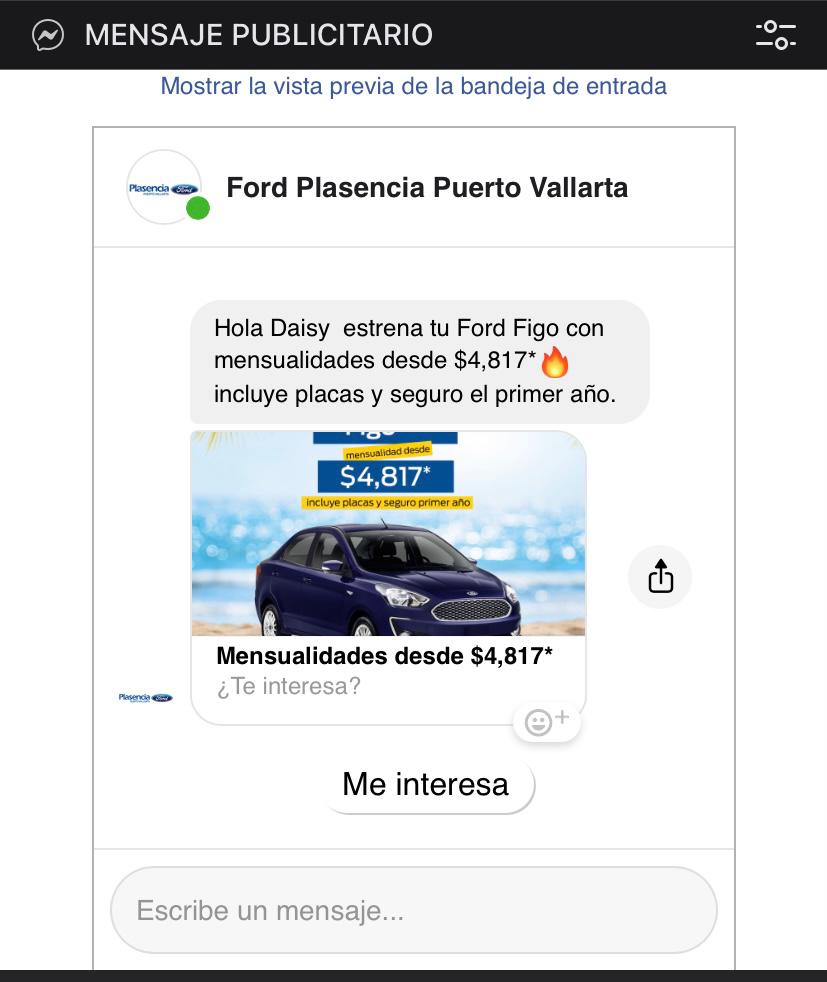 MENSAJE PUBLICITARIO
Mostrar la vista previa de la bandeja de entrada
Plasencia Ford
PUERTO VALLARTA
Ford Plasencia Puerto Vallarta
Hola Daisy  estrena tu Ford Figo con
mensualidades desde $4,817*🔥
incluye placas y seguro el primer año.
Figo
mensualidad desde
$4,817*
incluye placas y seguro primer año
Mensualidades desde $4,817*
¿Te interesa?
Plasencia Ford
Me interesa
Escribe un mensaje...